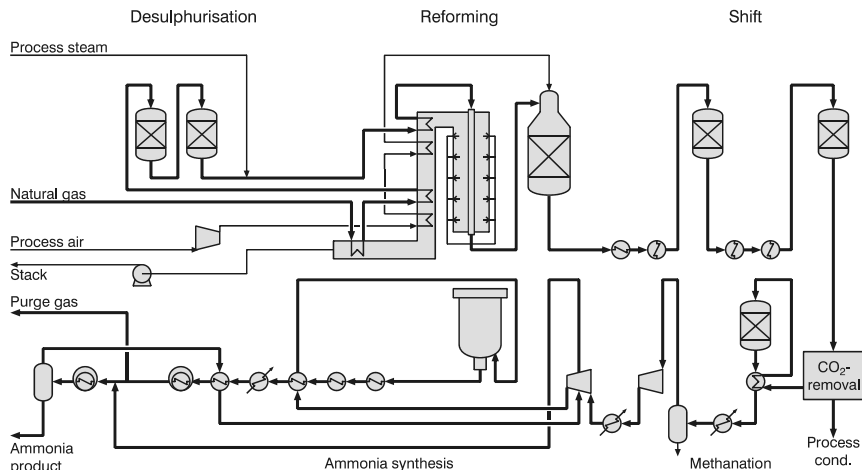 Desulphurisation
Reforming
Shift
Process steam
Natural gas
Process air
Stack
Purge gas
CO₂-
removal
Ammonia
product
Ammonia synthesis
Methanation
Process
cond.